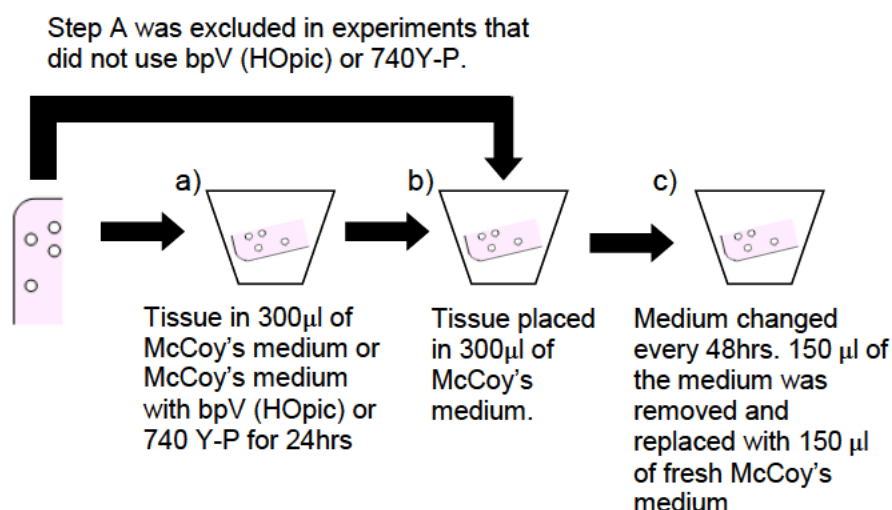 Step A was excluded in experiments that
did not use bpV (HOpic) or 740Y-P.
a)
Tissue in 300μl of
McCoy's medium or
McCoy's medium
with bpV (HOpic) or
740 Y-P for 24hrs
b)
Tissue placed
in 300μl of
McCoy's
medium.
c)
Medium changed
every 48hrs. 150 μl of
the medium was
removed and
replaced with 150 μl
of fresh McCoy's
medium